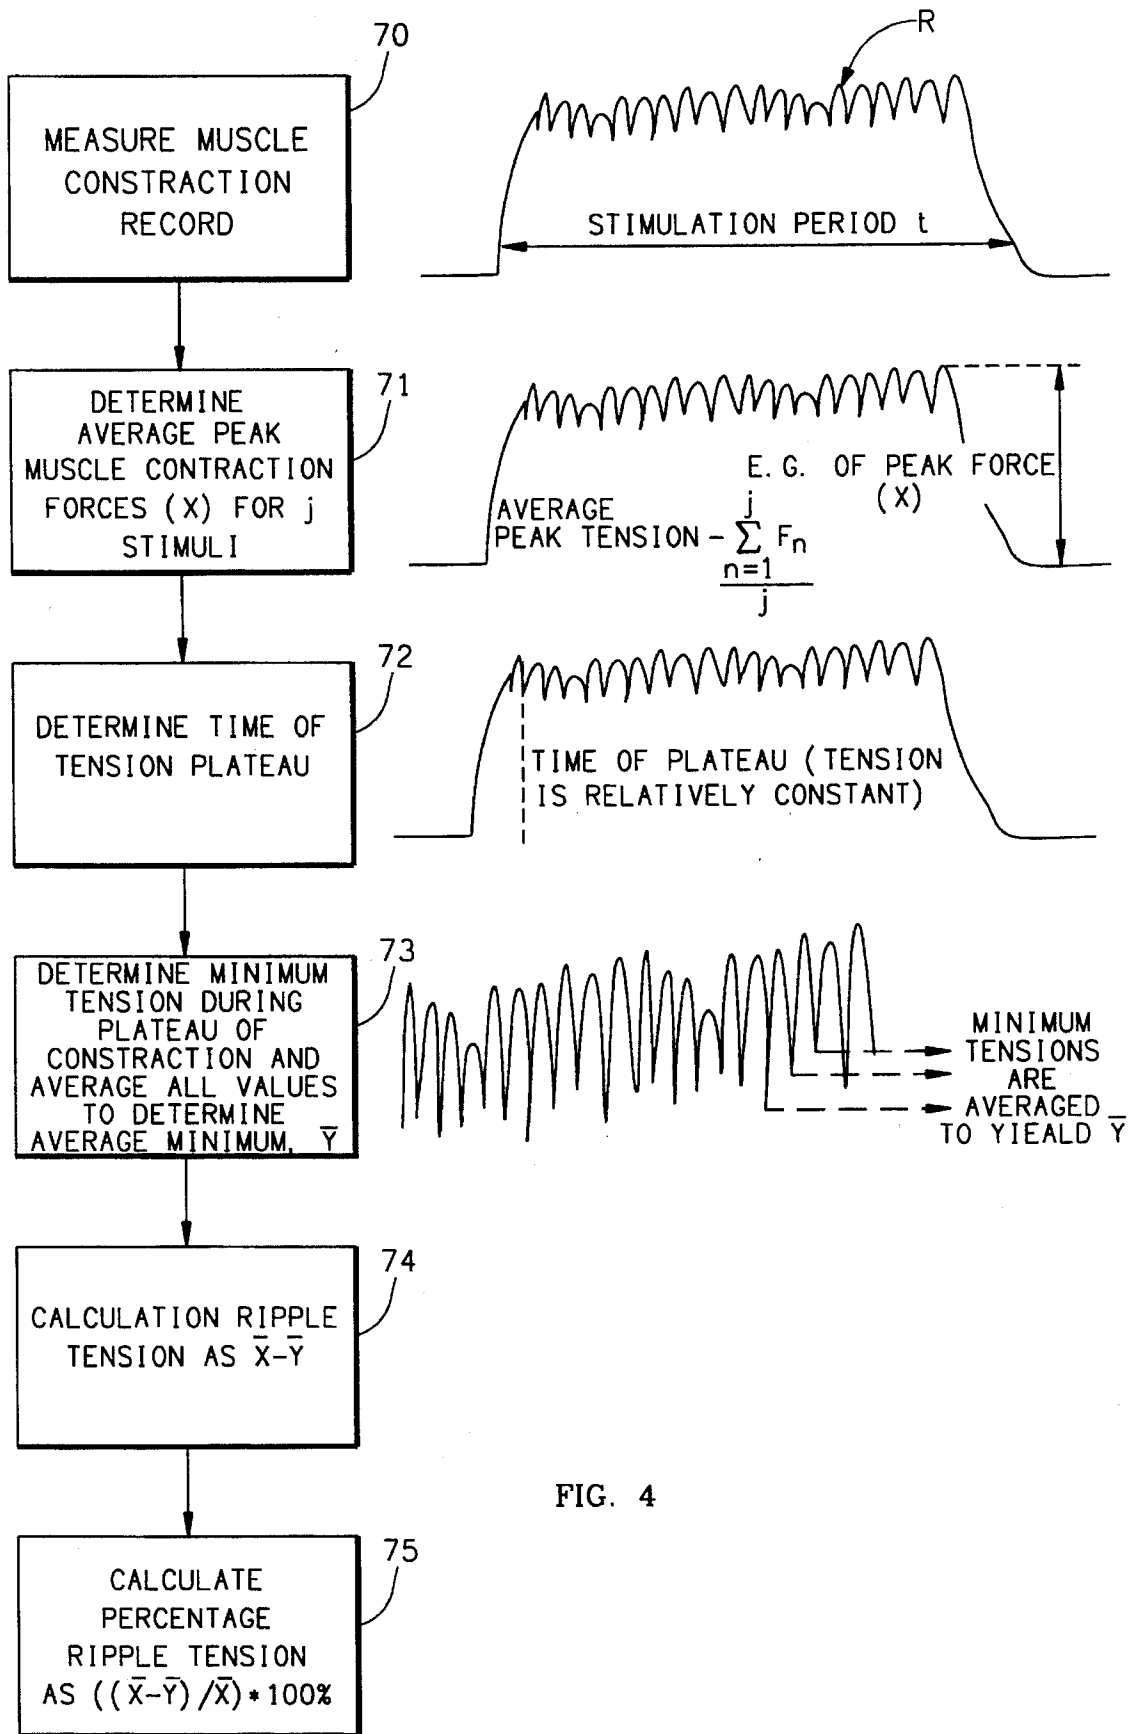 70
R
MEASURE MUSCLE
CONSTRACTION
RECORD
STIMULATION PERIOD t
71
DETERMINE
AVERAGE PEAK
MUSCLE CONTRACTION
FORCES (X) FOR j
STIMULI
E.G. OF PEAK FORCE
(X)
AVERAGE
PEAK TENSION - j
∑ Fn
n=1
j
72
DETERMINE TIME OF
TENSION PLATEAU
TIME OF PLATEAU (TENSION
IS RELATIVELY CONSTANT)
73
DETERMINE MINIMUM
TENSION DURING
PLATEAU OF
CONSTRACTION AND
AVERAGE ALL VALUES
TO DETERMINE
AVERAGE MINIMUM, Y̅
MINIMUM
TENSIONS
ARE
AVERAGED
TO YIEALD Y̅
74
CALCULATION RIPPLE
TENSION AS X̅-Y̅
FIG. 4
75
CALCULATE
PERCENTAGE
RIPPLE TENSION
AS ((X̅-Y̅)/X̅)*100%